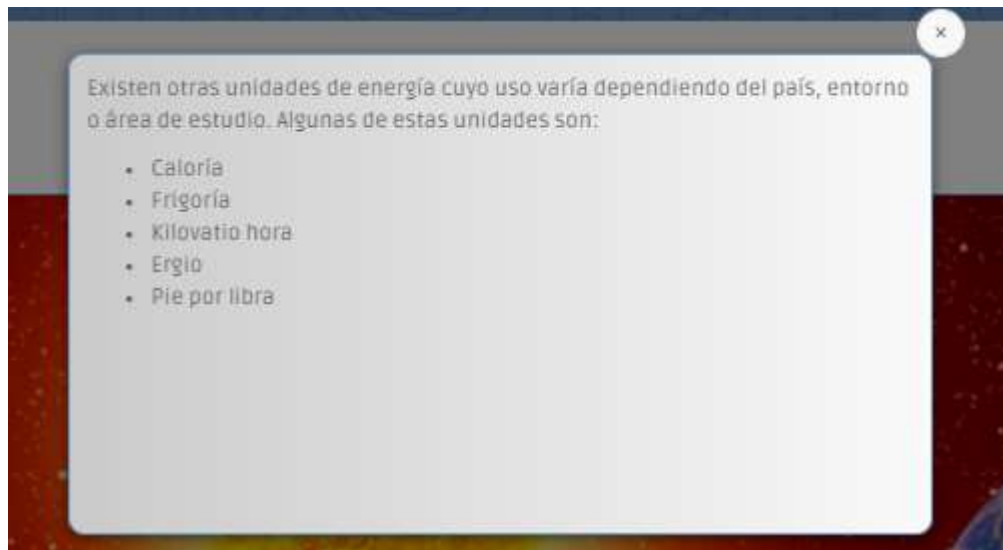 ×
Existen otras unidades de energía cuyo uso varía dependiendo del país, entorno
o área de estudio. Algunas de estas unidades son:
• Caloría
• Frigoría
• Kilovatio hora
• Ergio
• Pie por libra